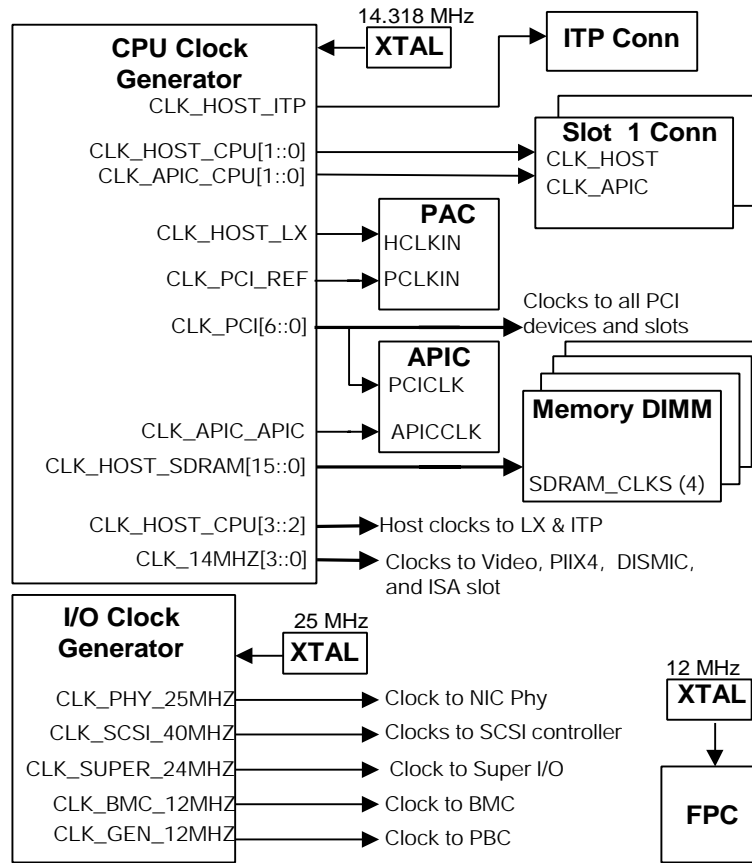 14.318 MHz
XTAL
CPU Clock
Generator
ITP Conn
CLK_HOST_ITP
Slot 1 Conn
CLK_HOST_CPU[1::0]
CLK_HOST
CLK_APIC_CPU[1::0]
CLK_APIC
PAC
CLK_HOST_LX
HCLKIN
CLK_PCI_REF
PCLKIN
CLK_PCI[6::0]
Clocks to all PCI
devices and slots
APIC
PCICLK
Memory DIMM
CLK_APIC_APIC
APICCLK
CLK_HOST_SDRAM[15::0]
SDRAM_CLKS (4)
CLK_HOST_CPU[3::2]
Host clocks to LX & ITP
CLK_14MHZ[3::0]
Clocks to Video, PIIX4, DISMIC,
and ISA slot
I/O Clock
Generator
25 MHz
XTAL
12 MHz
XTAL
CLK_PHY_25MHZ
Clock to NIC Phy
CLK_SCSI_40MHZ
Clocks to SCSI controller
CLK_SUPER_24MHZ
Clock to Super I/O
CLK_BMC_12MHZ
Clock to BMC
CLK_GEN_12MHZ
Clock to PBC
FPC